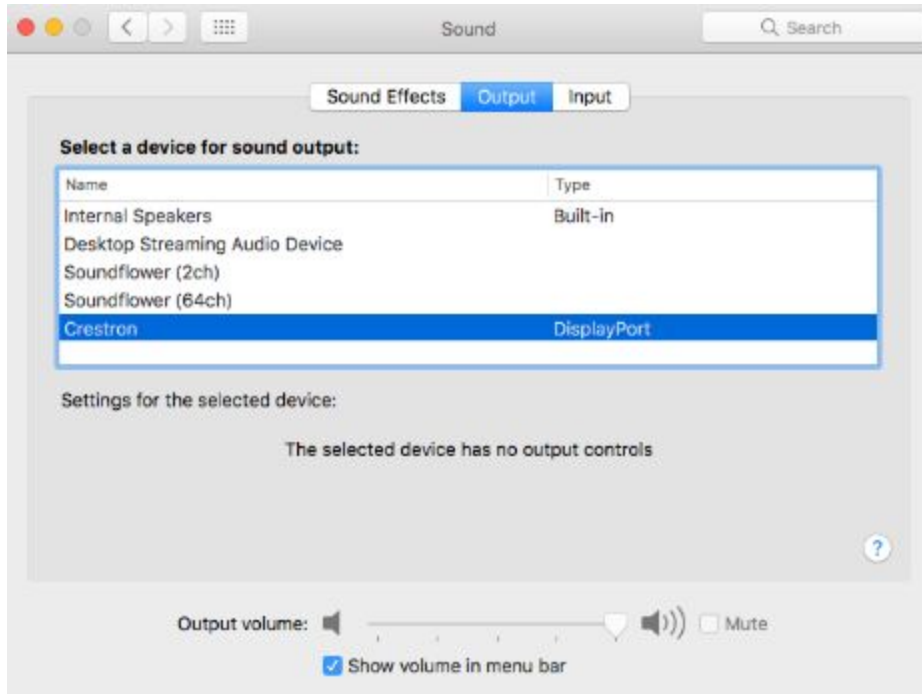 Sound
Search
Sound Effects Output Input
Select a device for sound output:
Name Type
Internal Speakers Built-in
Desktop Streaming Audio Device
Soundflower (2ch)
Soundflower (64ch)
Crestron DisplayPort
Settings for the selected device:
The selected device has no output controls
?
Output volume: Mute
Show volume in menu bar